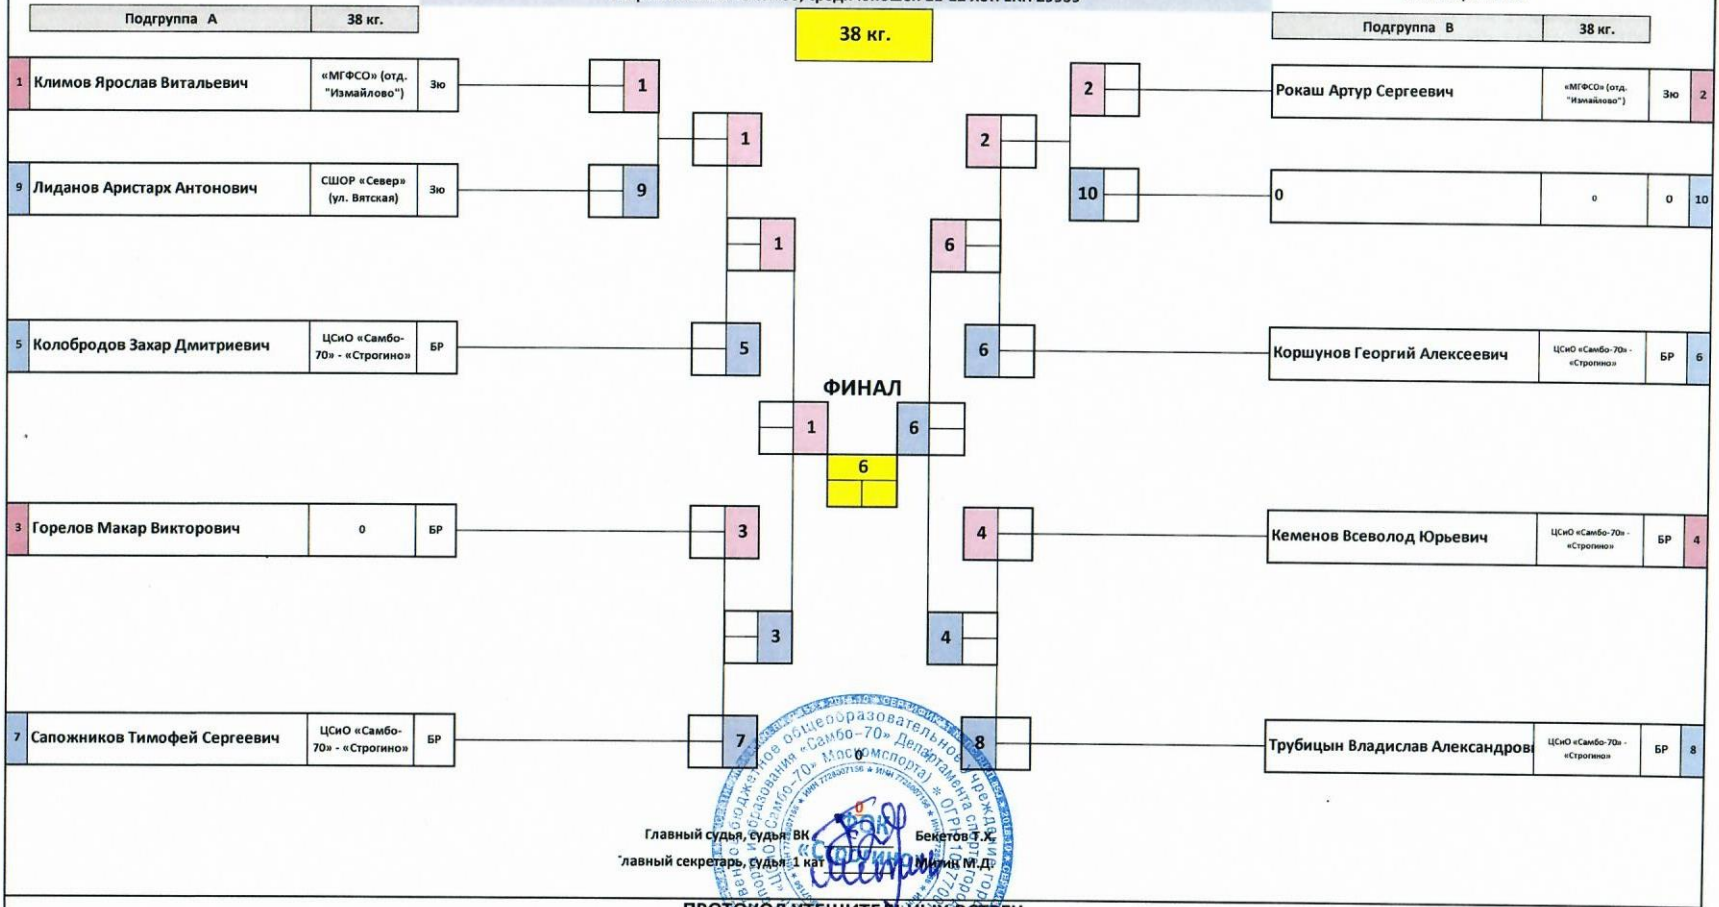 Подгруппа А 38 кг.
38 кг.
Подгруппа В 38 кг.
1 Климов Ярослав Витальевич «МГФСО» (отд. "Измайлово") 3ю
1
2
Рокаш Артур Сергеевич «МГФСО» (отд. "Измайлово") 3ю 2
1
2
9 Лиданов Аристарх Антонович СШОР «Север» (ул. Вятская) 3ю
9
10
0 0 0 10
1
6
5 Колобродов Захар Дмитриевич ЦСиО «Самбо-70» - «Строгино» БР
5
6
Коршунов Георгий Алексеевич ЦСиО «Самбо-70» - «Строгино» БР 6
ФИНАЛ
1
6
6
3 Горелов Макар Викторович 0 БР
3
4
Кеменов Всеволод Юрьевич ЦСиО «Самбо-70» - «Строгино» БР 4
3
4
7 Сапожников Тимофей Сергеевич ЦСиО «Самбо-70» - «Строгино» БР
7
8
Трубицын Владислав Александрови ЦСиО «Самбо-70» - «Строгино» БР 8
0
0
Главный судья, судья ВК Бекетов Т.Х.
лавный секретарь, судья 1 кат Митин М.Д.
ФОК
«Строгино»